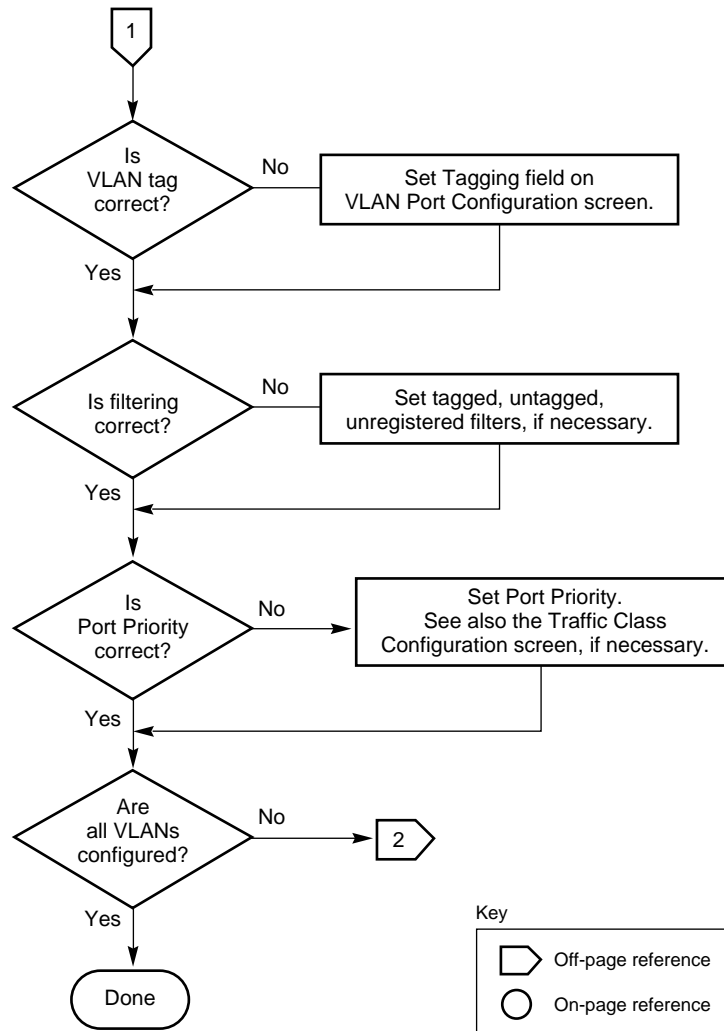 1
Is
VLAN tag
correct?
No
Set Tagging field on
VLAN Port Configuration screen.
Yes
Is filtering
correct?
No
Set tagged, untagged,
unregistered filters, if necessary.
Yes
Is
Port Priority
correct?
No
Set Port Priority.
See also the Traffic Class
Configuration screen, if necessary.
Yes
Are
all VLANs
configured?
No
2
Yes
Done
Key
Off-page reference
On-page reference